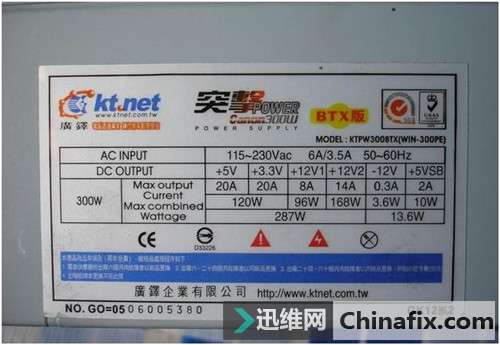 kt.net
www.ktnet.com.tw
廣鐸
突擊POWER
Canon300W
POWER SUPPLY
BTX版
UKAS
MODEL: KTPW300BTX(WIN-300PE)
AC INPUT 115~230Vac 6A/3.5A 50~60Hz
DC OUTPUT +5V +3.3V +12V1 +12V2 -12V +5VSB
300W Max output Current 20A 20A 8A 14A 0.3A 2A
Max combined Wattage 120W 96W 168W 3.6W 10W
287W 13.6W
CE D D33226
廣鐸企業有限公司 http://www.ktnet.com.tw
NO. GO=0506005380
迅维网 Chinafix.com